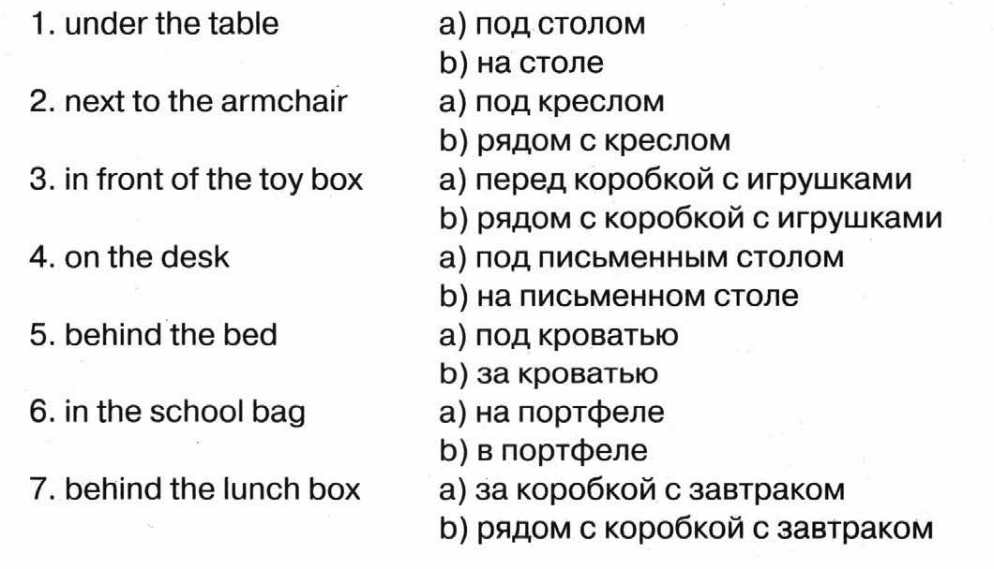 1. under the table a) под столом
b) на столе
2. next to the armchair a) под креслом
b) рядом с креслом
3. in front of the toy box a) перед коробкой с игрушками
b) рядом с коробкой с игрушками
4. on the desk a) под письменным столом
b) на письменном столе
5. behind the bed a) под кроватью
b) за кроватью
6. in the school bag a) на портфеле
b) в портфеле
7. behind the lunch box a) за коробкой с завтраком
b) рядом с коробкой с завтраком